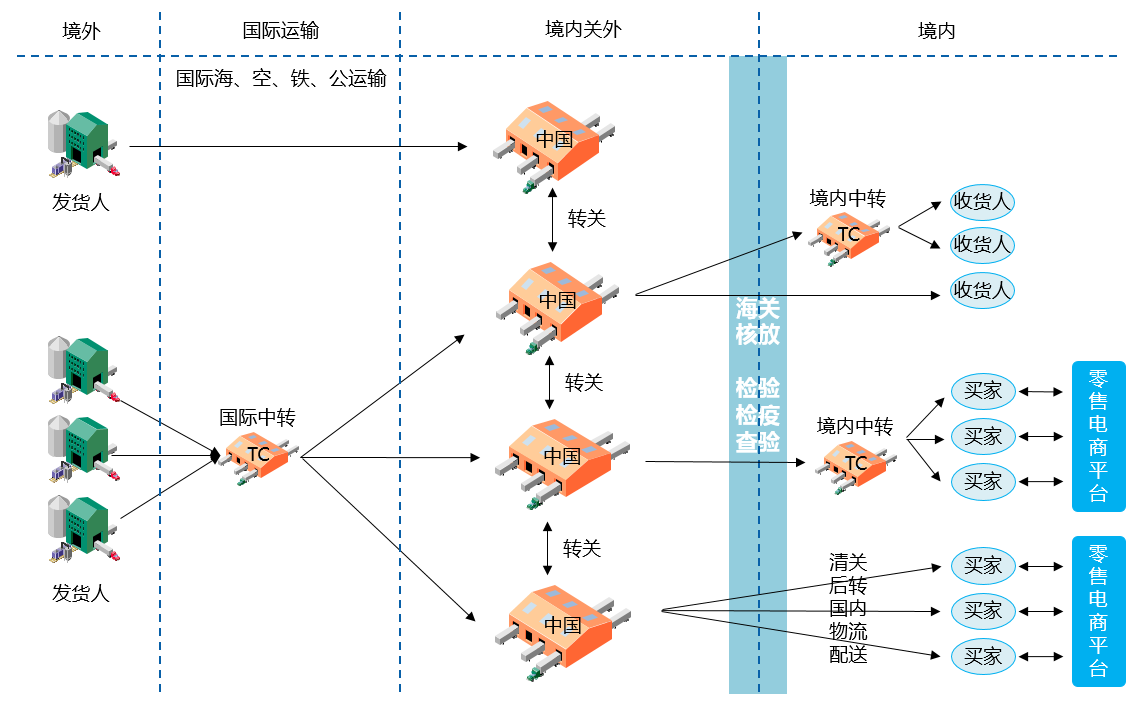 境外
国际运输
境内关外
境内
国际海、空、铁、公运输
中国
发货人
转关
境内中转
TC
收货人
收货人
收货人
中国
海关
核放
检验
检疫
查验
转关
国际中转
TC
中国
境内中转
TC
买家
买家
买家
零售电商平台
转关
发货人
中国
清关
后转
国内
物流
配送
买家
买家
买家
零售电商平台